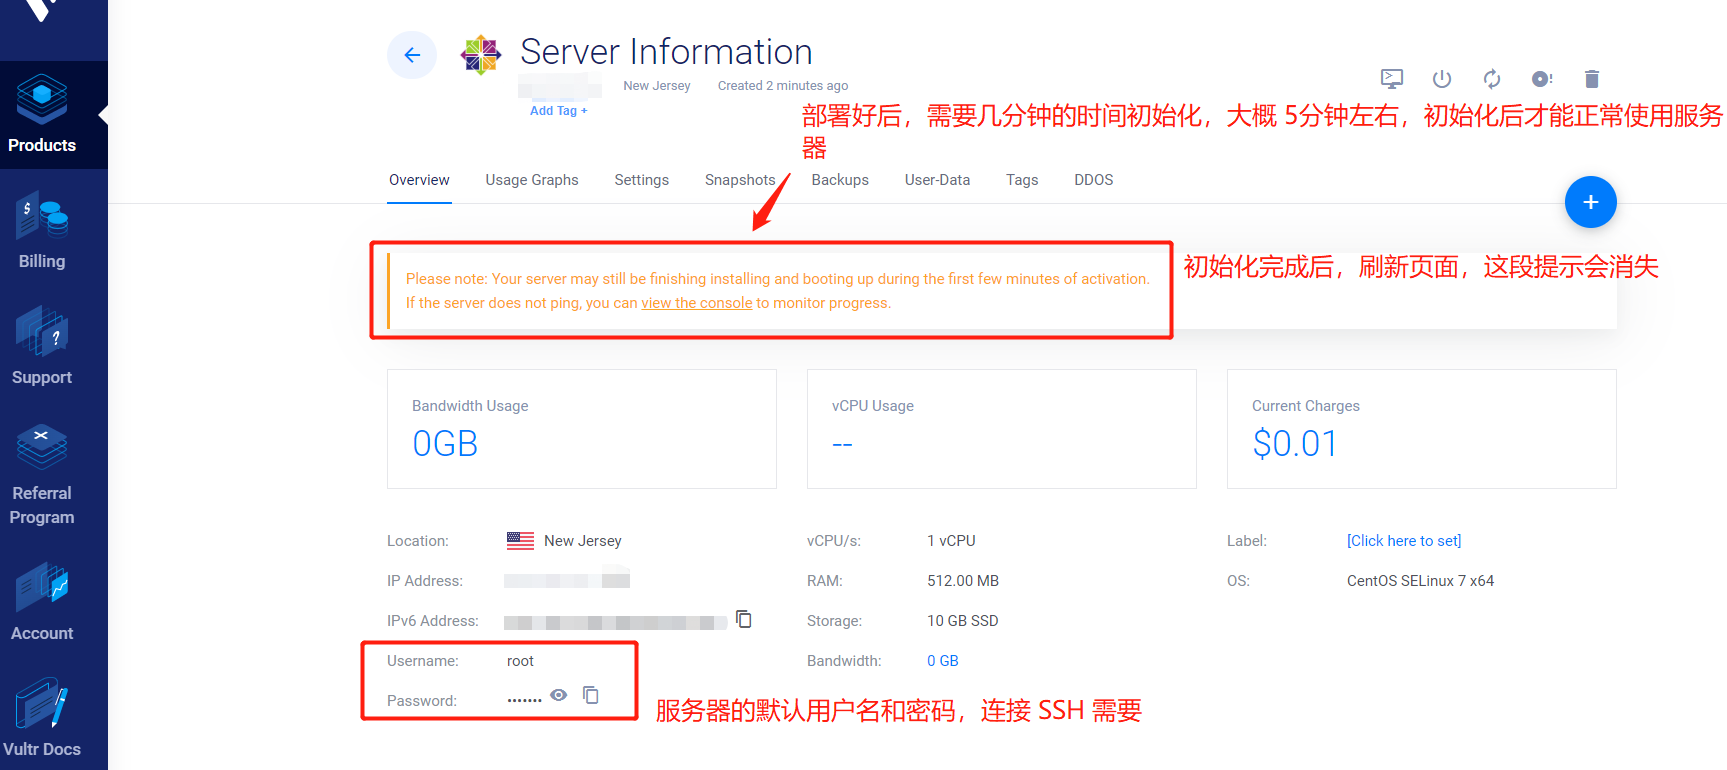 Server Information
New Jersey Created 2 minutes ago
Add Tag +
部署好后，需要几分钟的时间初始化，大概 5分钟左右，初始化后才能正常使用服务
器
Products
Overview Usage Graphs Settings Snapshots Backups User-Data Tags DDOS
+
Billing
Please note: Your server may still be finishing installing and booting up during the first few minutes of activation.
If the server does not ping, you can view the console to monitor progress.
初始化完成后，刷新页面，这段提示会消失
Support
Bandwidth Usage
0GB
vCPU Usage
--
Current Charges
$0.01
Referral
Program
Location: New Jersey
IP Address:
IPv6 Address:
Username: root
Password: •••••••
vCPU/s: 1 vCPU
RAM: 512.00 MB
Storage: 10 GB SSD
Bandwidth: 0 GB
Label: [Click here to set]
OS: CentOS SELinux 7 x64
服务器的默认用户名和密码，连接 SSH 需要
Account
Vultr Docs